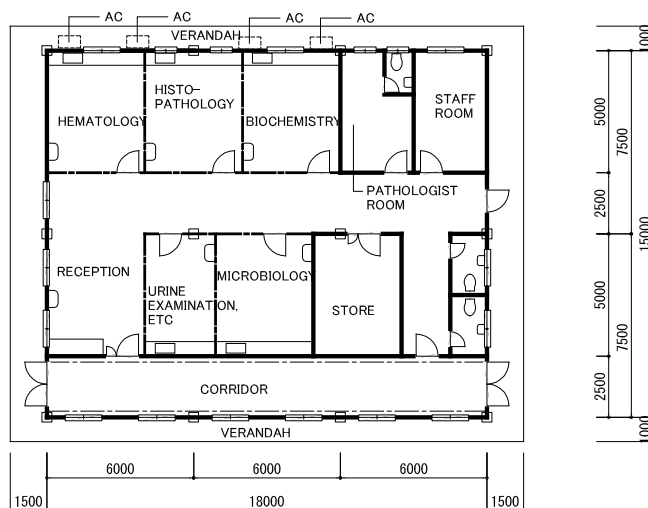 AC
AC
AC
AC
VERANDAH
HISTO-
PATHOLOGY
HEMATOLOGY
BIOCHEMISTRY
STAFF
ROOM
PATHOLOGIST
ROOM
RECEPTION
URINE
EXAMINATION,
ETC
MICROBIOLOGY
STORE
CORRIDOR
VERANDAH
6000
6000
6000
1500
18000
1500
1000
5000
7500
2500
15000
5000
7500
2500
1000